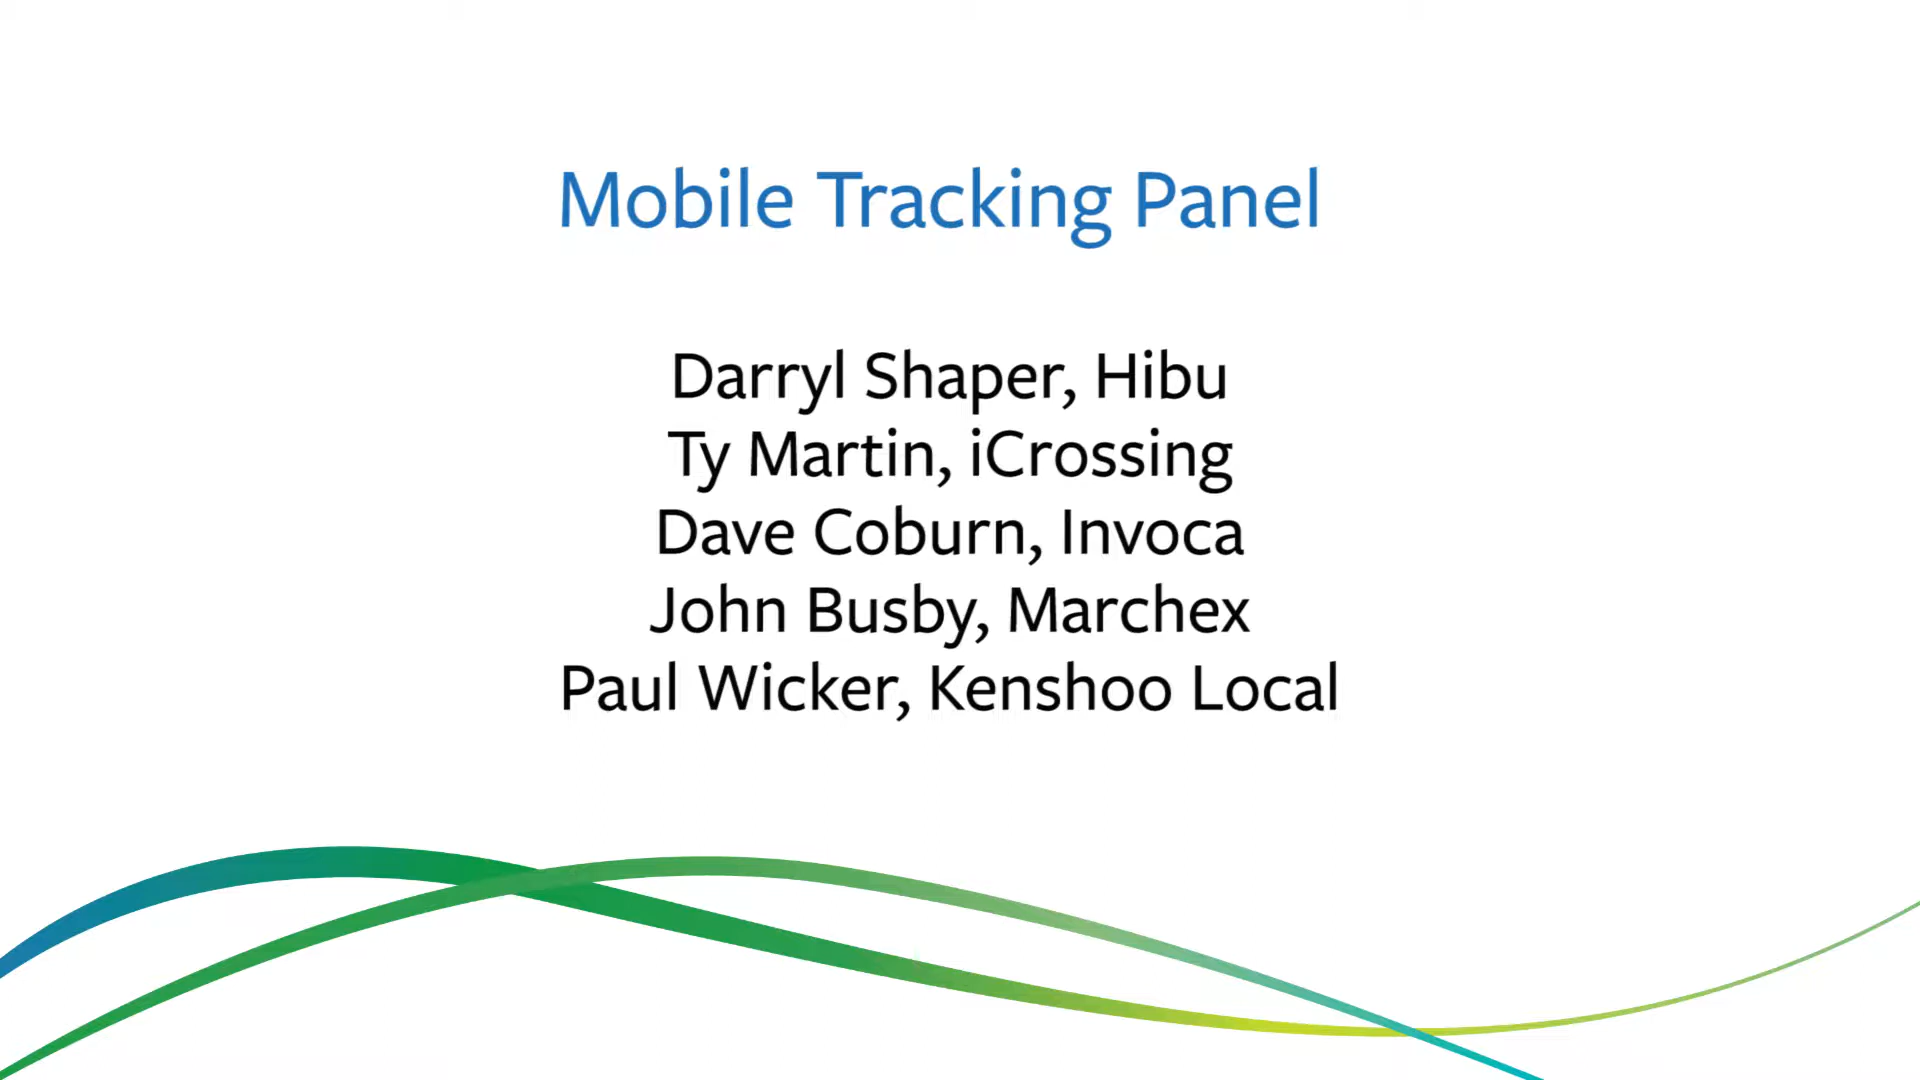 Mobile Tracking Panel
Darryl Shaper, Hibu
Ty Martin, iCrossing
Dave Coburn, Invoca
John Busby, Marchex
Paul Wicker, Kenshoo Local